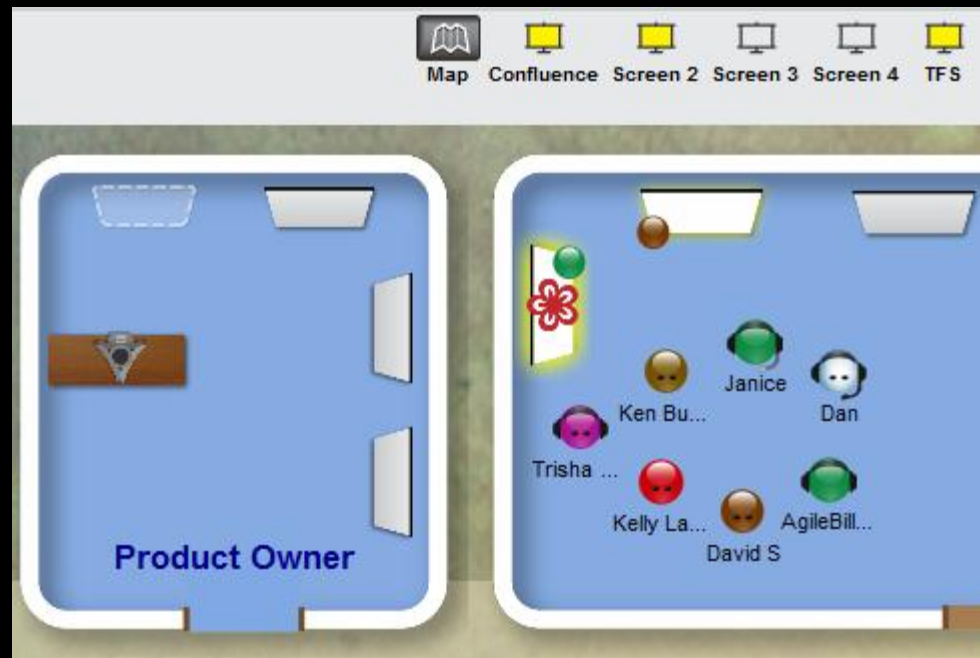 Map Confluence Screen 2 Screen 3 Screen 4 TFS
Janice
Ken Bu... Dan
Trisha ...
Kelly La... David S AgileBill...
Product Owner